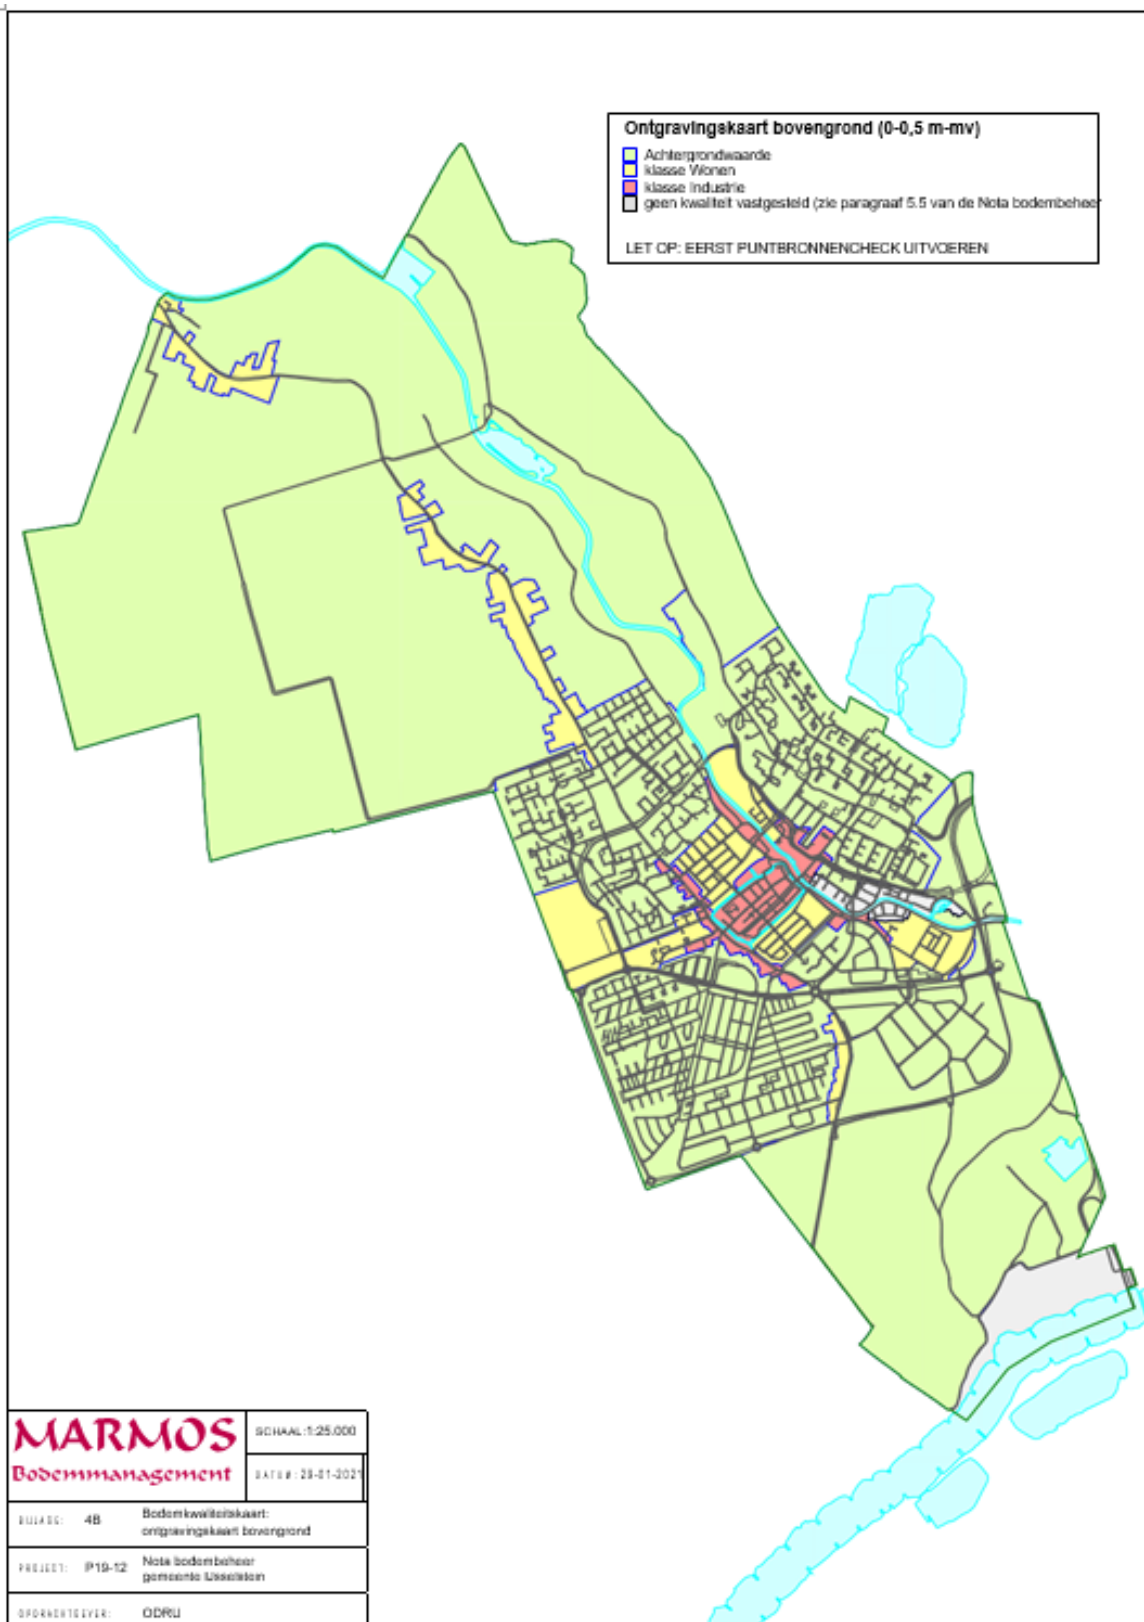 Ontgravingskaart bovengrond (0-0,5 m-mv)
Achtergrondwaarde
klasse Wonen
klasse Industrie
geen kwaliteit vastgesteld (zie paragraaf 5.5 van de Nota bodembeheer
LET OP: EERST PUNTBRONNENCHECK UITVOEREN
MARMOS
Bodemmanagement
SCHAAL: 1:25.000
DATUM: 29-01-2021
BIJLAGE: 4B Bodemkwaliteitskaart:
ontgravingskaart bovengrond
PROJECT: P19-12 Nota bodembeheer
gemeente IJsselstein
OPDRACHTGEVER: ODRU